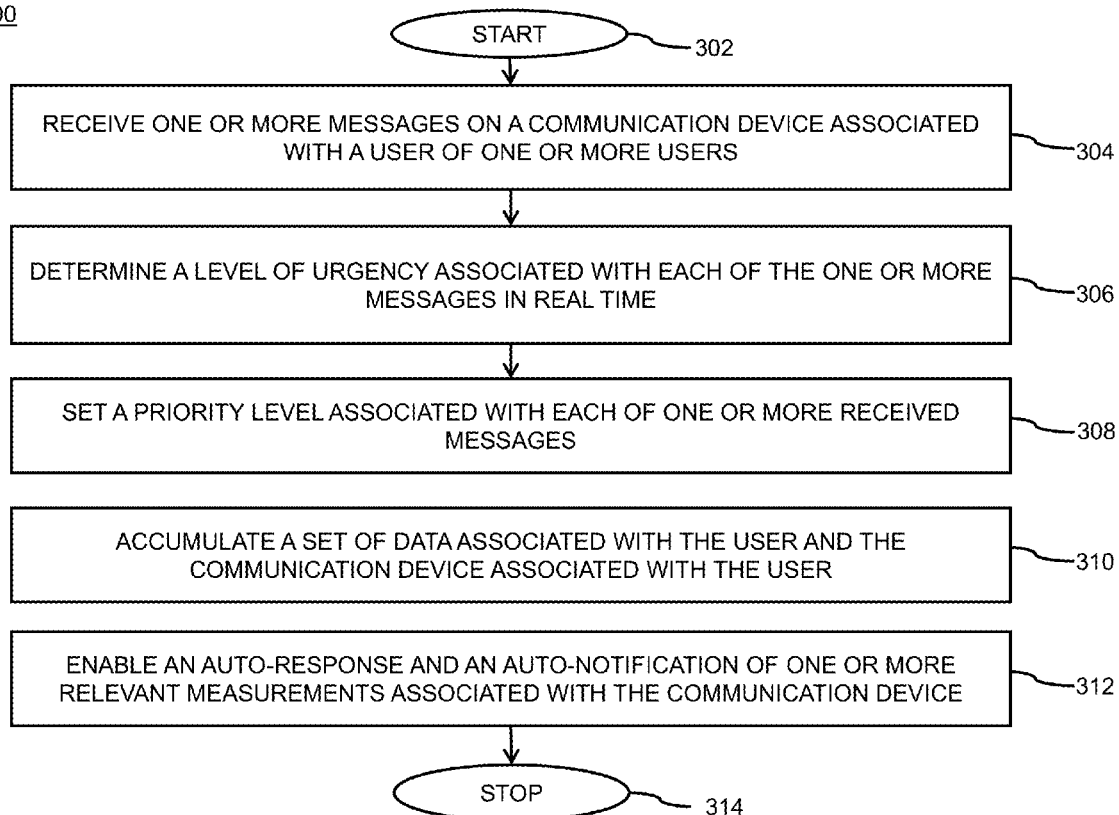 START
302
RECEIVE ONE OR MORE MESSAGES ON A COMMUNICATION DEVICE ASSOCIATED
WITH A USER OF ONE OR MORE USERS
304
DETERMINE A LEVEL OF URGENCY ASSOCIATED WITH EACH OF THE ONE OR MORE
MESSAGES IN REAL TIME
306
SET A PRIORITY LEVEL ASSOCIATED WITH EACH OF ONE OR MORE RECEIVED
MESSAGES
308
ACCUMULATE A SET OF DATA ASSOCIATED WITH THE USER AND THE
COMMUNICATION DEVICE ASSOCIATED WITH THE USER
310
ENABLE AN AUTO-RESPONSE AND AN AUTO-NOTIFICATION OF ONE OR MORE
RELEVANT MEASUREMENTS ASSOCIATED WITH THE COMMUNICATION DEVICE
312
STOP
314